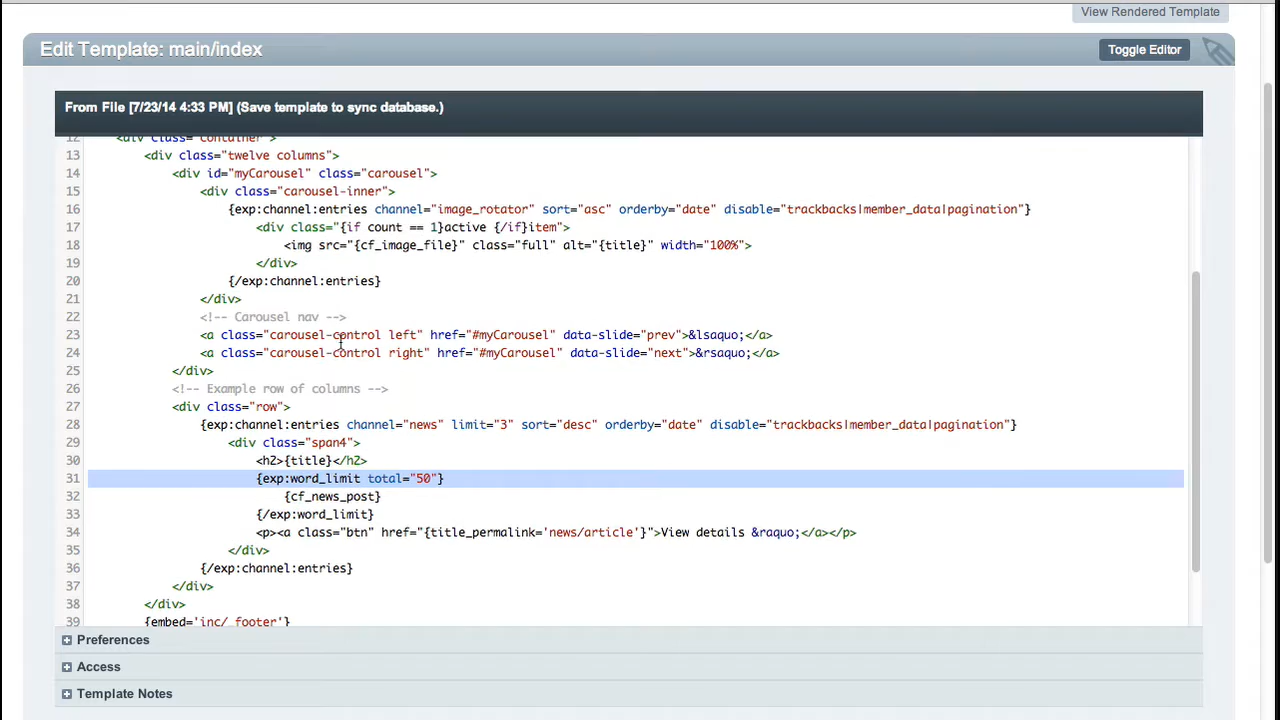 View Rendered Template
Edit Template: main/index
Toggle Editor
From File [7/23/14 4:33 PM] (Save template to sync database.)
12 <div class="container">
13 <div class="twelve columns">
14 <div id="myCarousel" class="carousel">
15 <div class="carousel-inner">
16 {exp:channel:entries channel="image_rotator" sort="asc" orderby="date" disable="trackbacks|member_data|pagination"}
17 <div class="{if count == 1}active {/if}item">
18 <img src="{cf_image_file}" class="full" alt="{title}" width="100%">
19 </div>
20 {/exp:channel:entries}
21 </div>
22 <!-- Carousel nav -->
23 <a class="carousel-control left" href="#myCarousel" data-slide="prev">&lsaquo;</a>
24 <a class="carousel-control right" href="#myCarousel" data-slide="next">&rsaquo;</a>
25 </div>
26 <!-- Example row of columns -->
27 <div class="row">
28 {exp:channel:entries channel="news" limit="3" sort="desc" orderby="date" disable="trackbacks|member_data|pagination"}
29 <div class="span4">
30 <h2>{title}</h2>
31 {exp:word_limit total="50"}
32 {cf_news_post}
33 {/exp:word_limit}
34 <p><a class="btn" href="{title_permalink='news/article'}">View details &raquo;</a></p>
35 </div>
36 {/exp:channel:entries}
37 </div>
38 </div>
39 {embed='inc/_footer'}
Preferences
Access
Template Notes